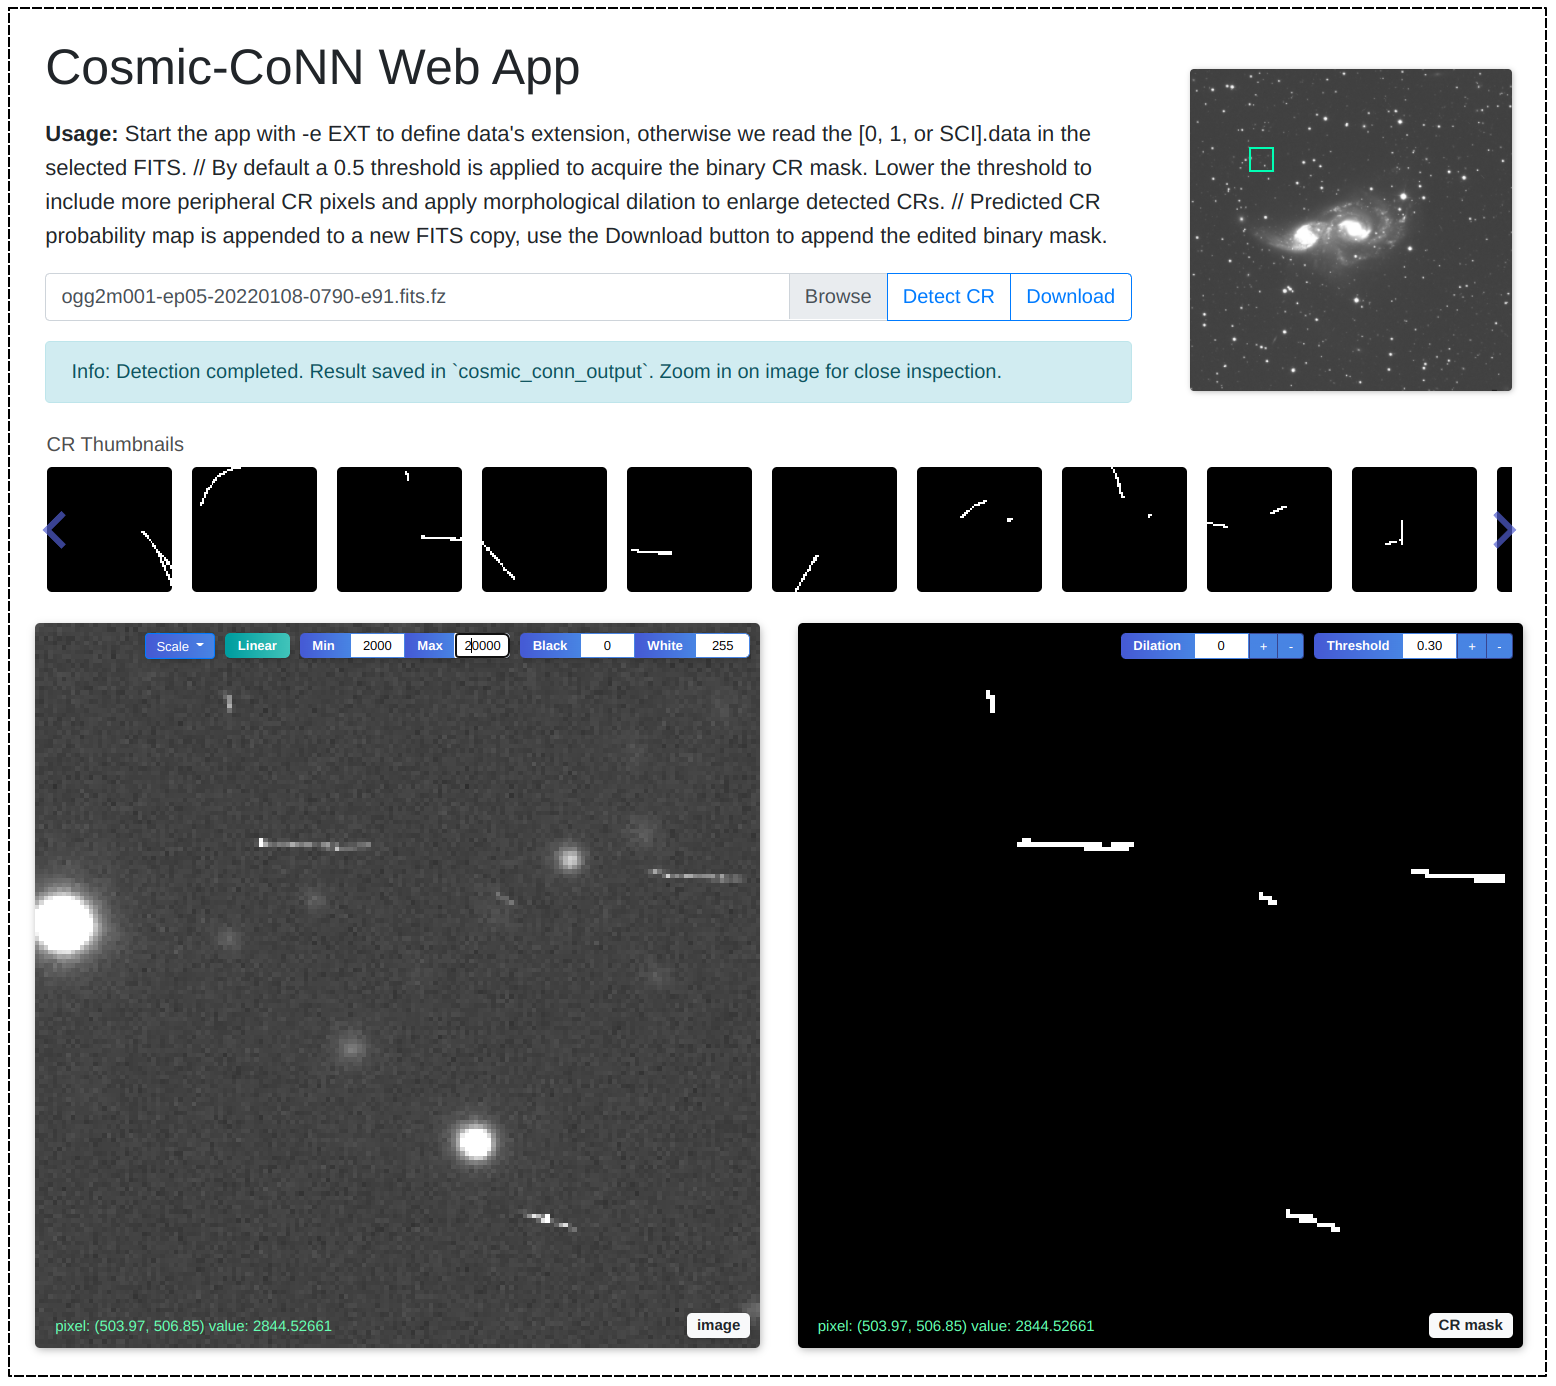 Cosmic-CoNN Web App
Usage: Start the app with -e EXT to define data's extension, otherwise we read the [0, 1, or SCI].data in the
selected FITS. // By default a 0.5 threshold is applied to acquire the binary CR mask. Lower the threshold to
include more peripheral CR pixels and apply morphological dilation to enlarge detected CRs. // Predicted CR
probability map is appended to a new FITS copy, use the Download button to append the edited binary mask.
ogg2m001-ep05-20220108-0790-e91.fits.fz Browse Detect CR Download
Info: Detection completed. Result saved in `cosmic_conn_output`. Zoom in on image for close inspection.
CR Thumbnails
Scale Linear Min 2000 Max 20000 Black 0 White 255
Dilation 0 + - Threshold 0.30 + -
pixel: (503.97, 506.85) value: 2844.52661 image
pixel: (503.97, 506.85) value: 2844.52661 CR mask